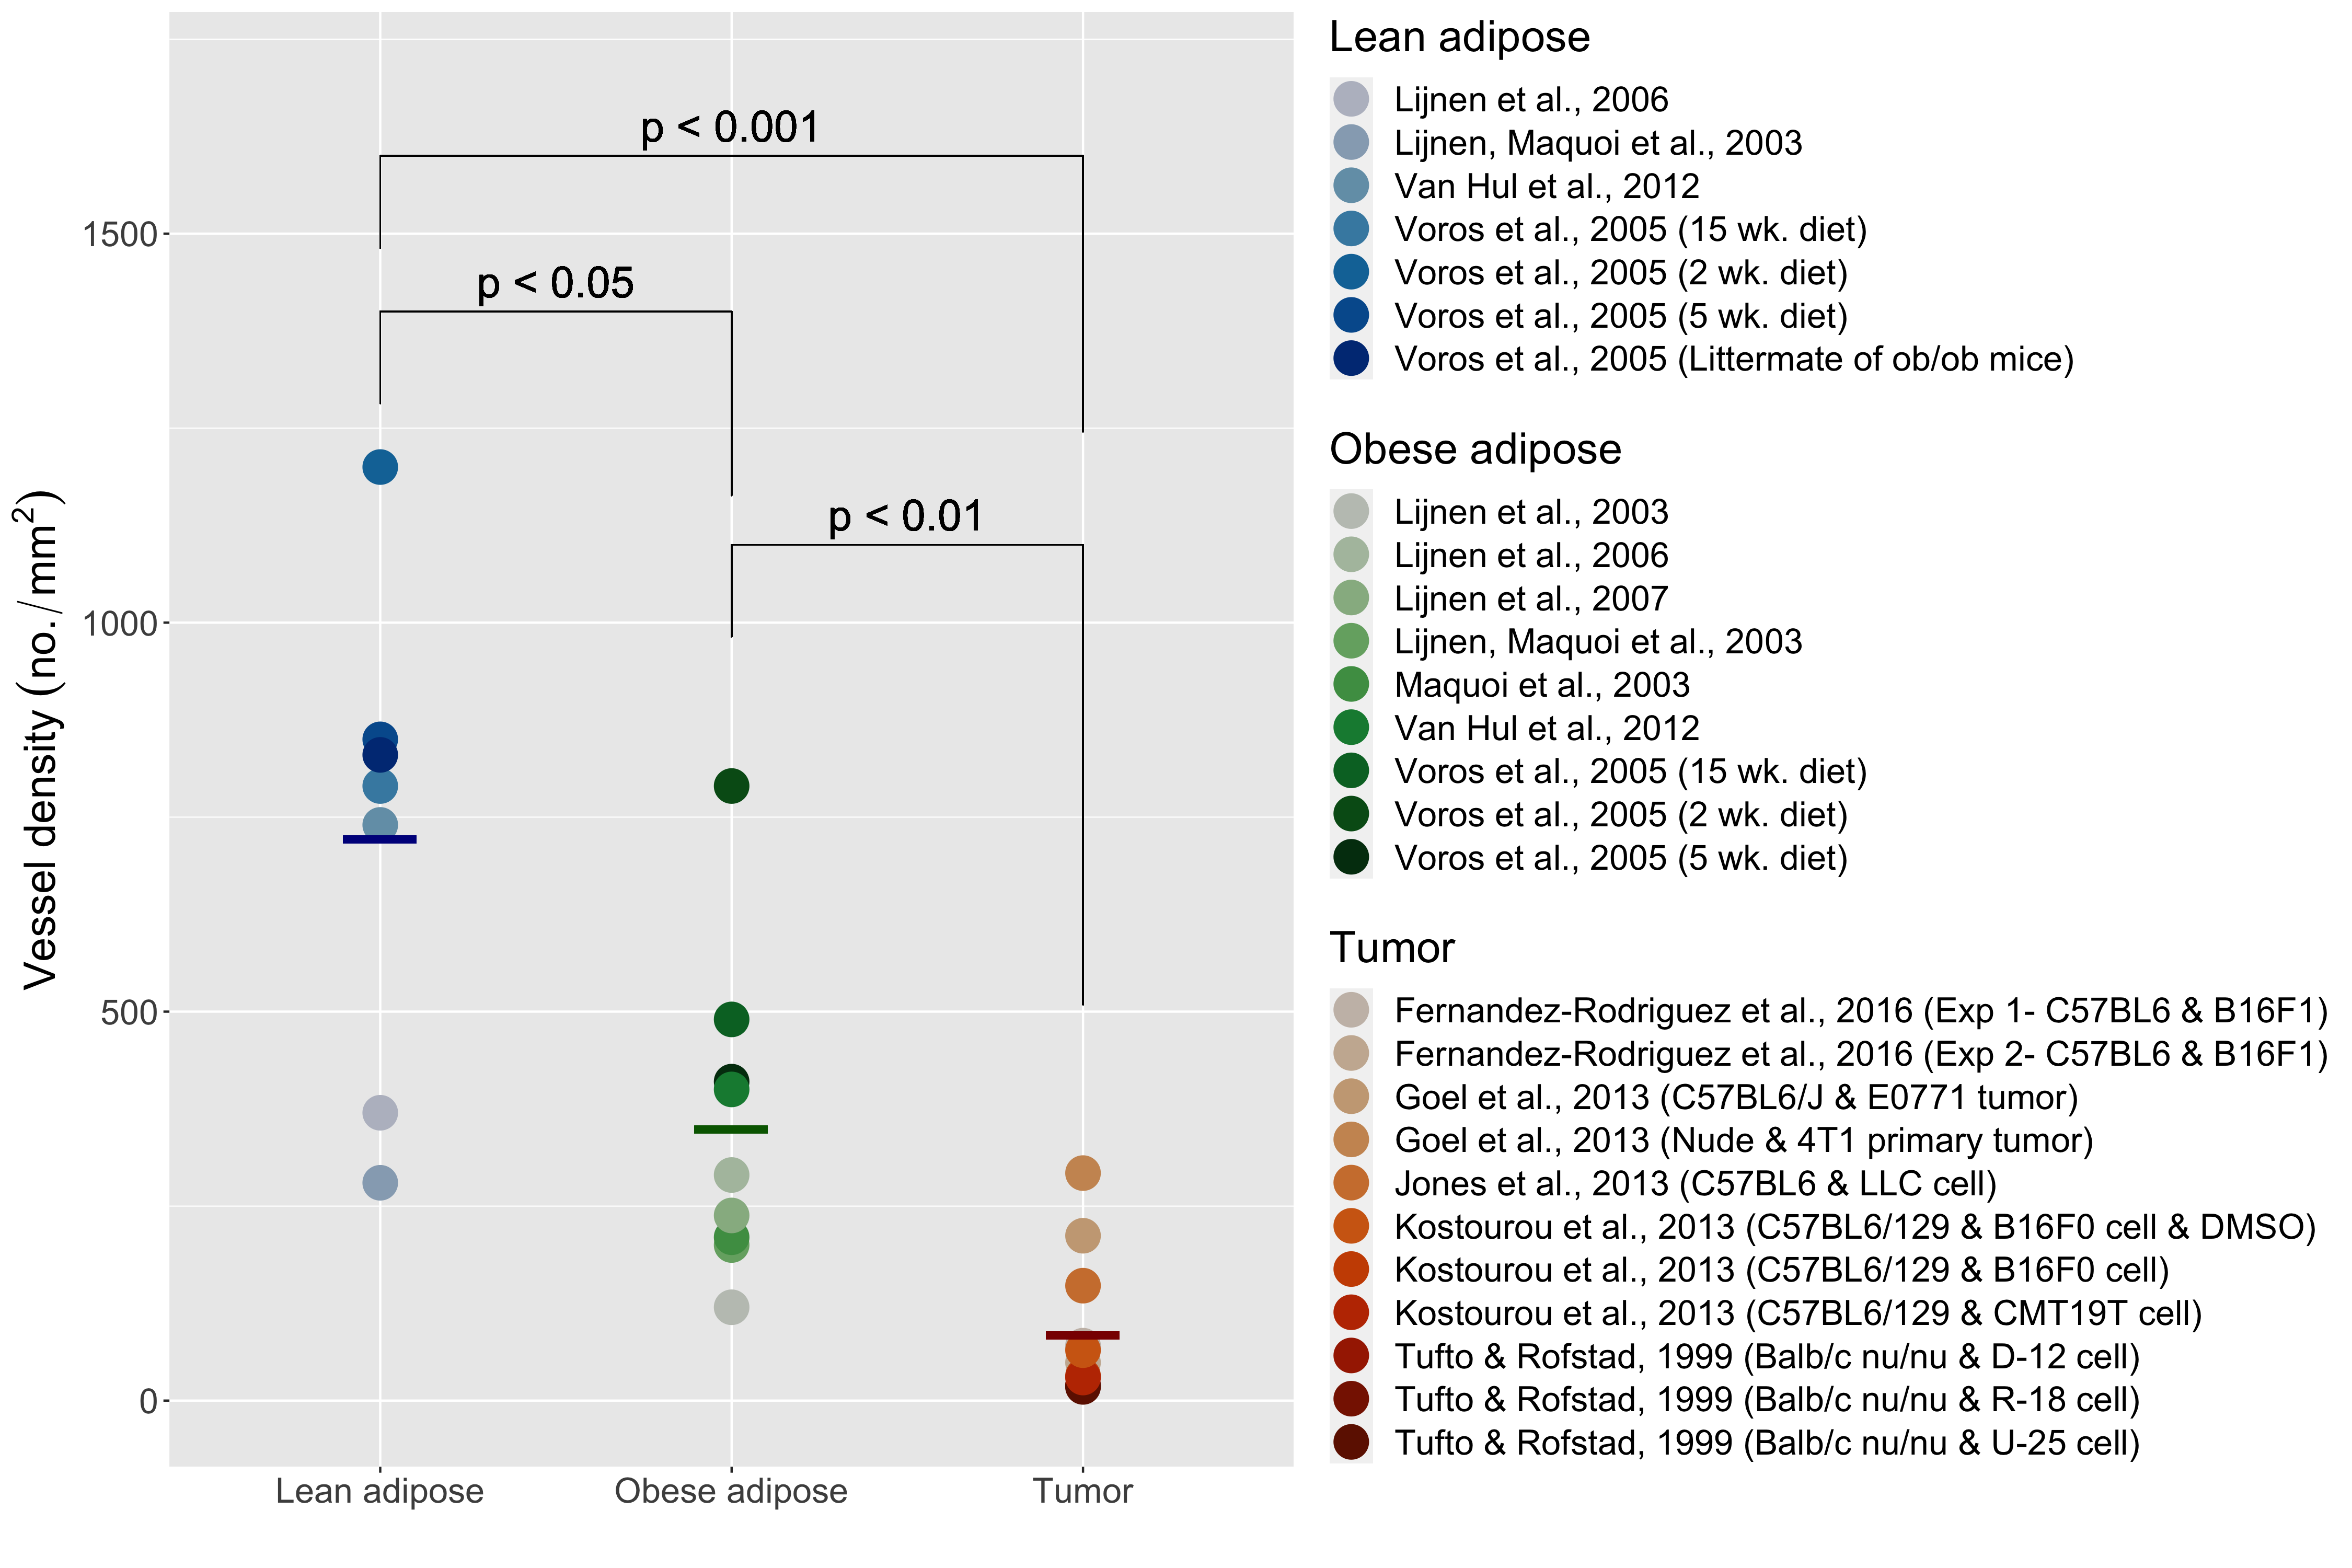 Vessel density (no./mm²)
1500
1000
500
0
p < 0.001
p < 0.05
p < 0.01
Lean adipose
Obese adipose
Tumor
Lean adipose
Lijnen et al., 2006
Lijnen, Maquoi et al., 2003
Van Hul et al., 2012
Voros et al., 2005 (15 wk. diet)
Voros et al., 2005 (2 wk. diet)
Voros et al., 2005 (5 wk. diet)
Voros et al., 2005 (Littermate of ob/ob mice)
Obese adipose
Lijnen et al., 2003
Lijnen et al., 2006
Lijnen et al., 2007
Lijnen, Maquoi et al., 2003
Maquoi et al., 2003
Van Hul et al., 2012
Voros et al., 2005 (15 wk. diet)
Voros et al., 2005 (2 wk. diet)
Voros et al., 2005 (5 wk. diet)
Tumor
Fernandez-Rodriguez et al., 2016 (Exp 1- C57BL6 & B16F1)
Fernandez-Rodriguez et al., 2016 (Exp 2- C57BL6 & B16F1)
Goel et al., 2013 (C57BL6/J & E0771 tumor)
Goel et al., 2013 (Nude & 4T1 primary tumor)
Jones et al., 2013 (C57BL6 & LLC cell)
Kostourou et al., 2013 (C57BL6/129 & B16F0 cell & DMSO)
Kostourou et al., 2013 (C57BL6/129 & B16F0 cell)
Kostourou et al., 2013 (C57BL6/129 & CMT19T cell)
Tufto & Rofstad, 1999 (Balb/c nu/nu & D-12 cell)
Tufto & Rofstad, 1999 (Balb/c nu/nu & R-18 cell)
Tufto & Rofstad, 1999 (Balb/c nu/nu & U-25 cell)